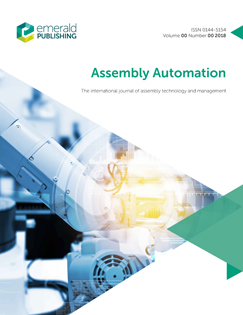 emerald
PUBLISHING
ISSN 0144-5154
Volume 00 Number 00 2018
Assembly Automation
The international journal of assembly technology and management